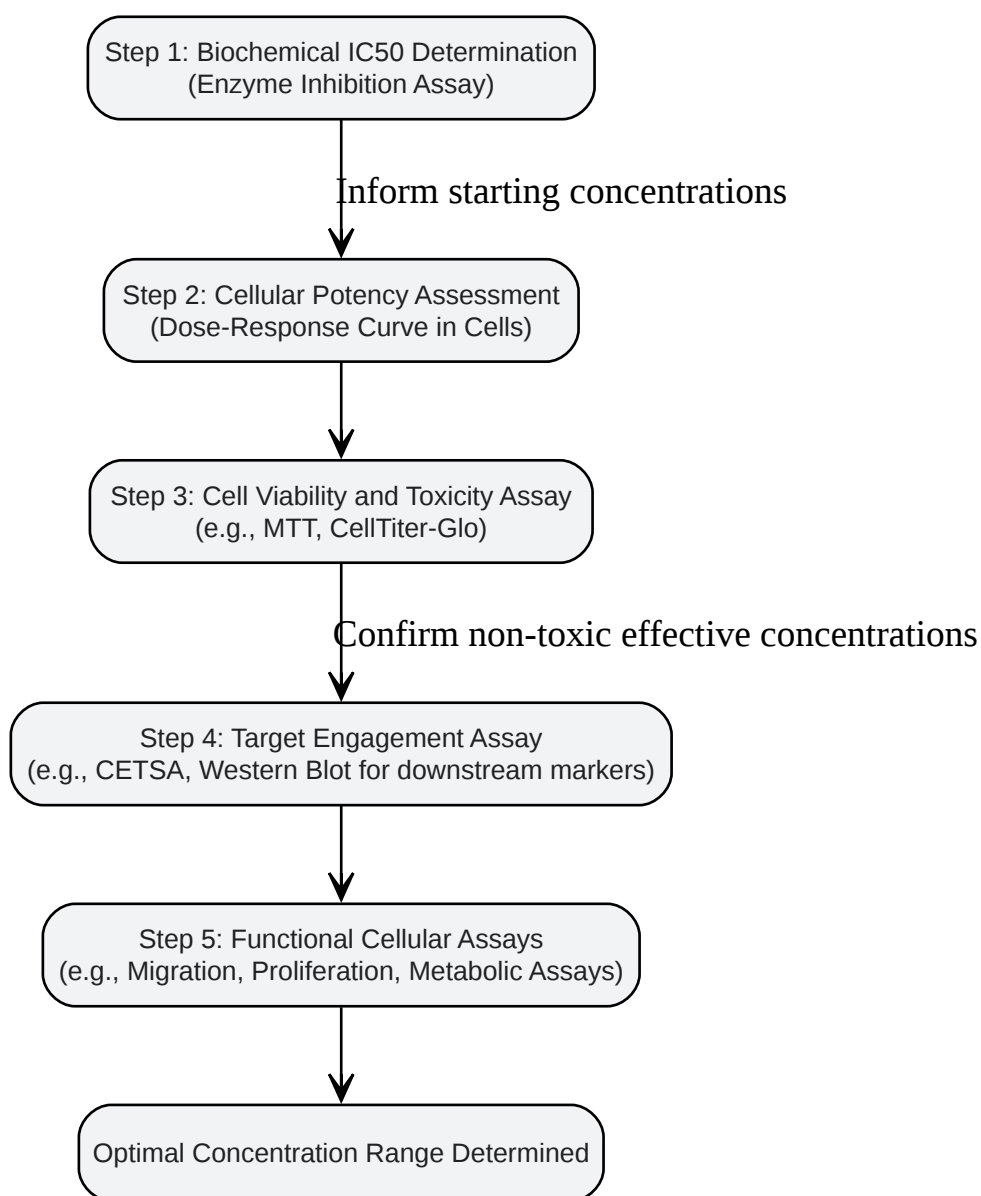 Step 1: Biochemical IC50 Determination
(Enzyme Inhibition Assay)
Inform starting concentrations
Step 2: Cellular Potency Assessment
(Dose-Response Curve in Cells)
Step 3: Cell Viability and Toxicity Assay
(e.g., MTT, CellTiter-Glo)
Confirm non-toxic effective concentrations
Step 4: Target Engagement Assay
(e.g., CETSA, Western Blot for downstream markers)
Step 5: Functional Cellular Assays
(e.g., Migration, Proliferation, Metabolic Assays)
Optimal Concentration Range Determined